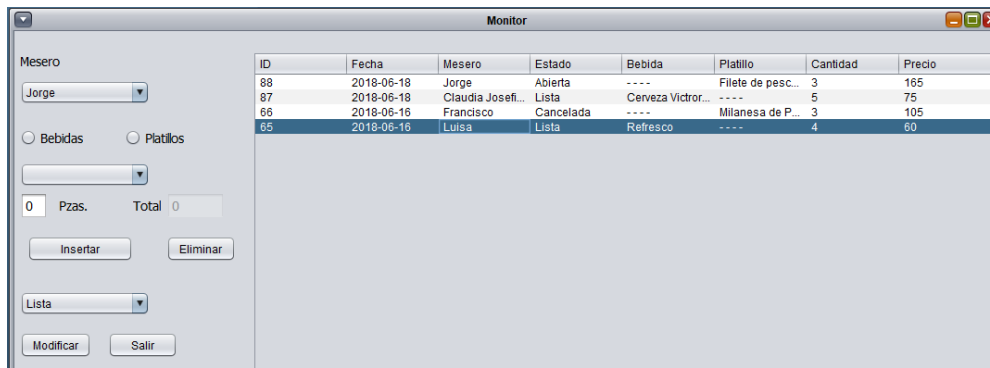 Monitor
Mesero
Jorge
Bebidas Platillos
0 Pzas. Total 0
Insertar Eliminar
Lista
Modificar Salir
ID Fecha Mesero Estado Bebida Platillo Cantidad Precio
88 2018-06-18 Jorge Abierta ---- Filete de pesc... 3 165
87 2018-06-18 Claudia Josefi... Lista Cerveza Victror... ---- 5 75
66 2018-06-16 Francisco Cancelada ---- Milanesa de P... 3 105
65 2018-06-16 Luisa Lista Refresco ---- 4 60